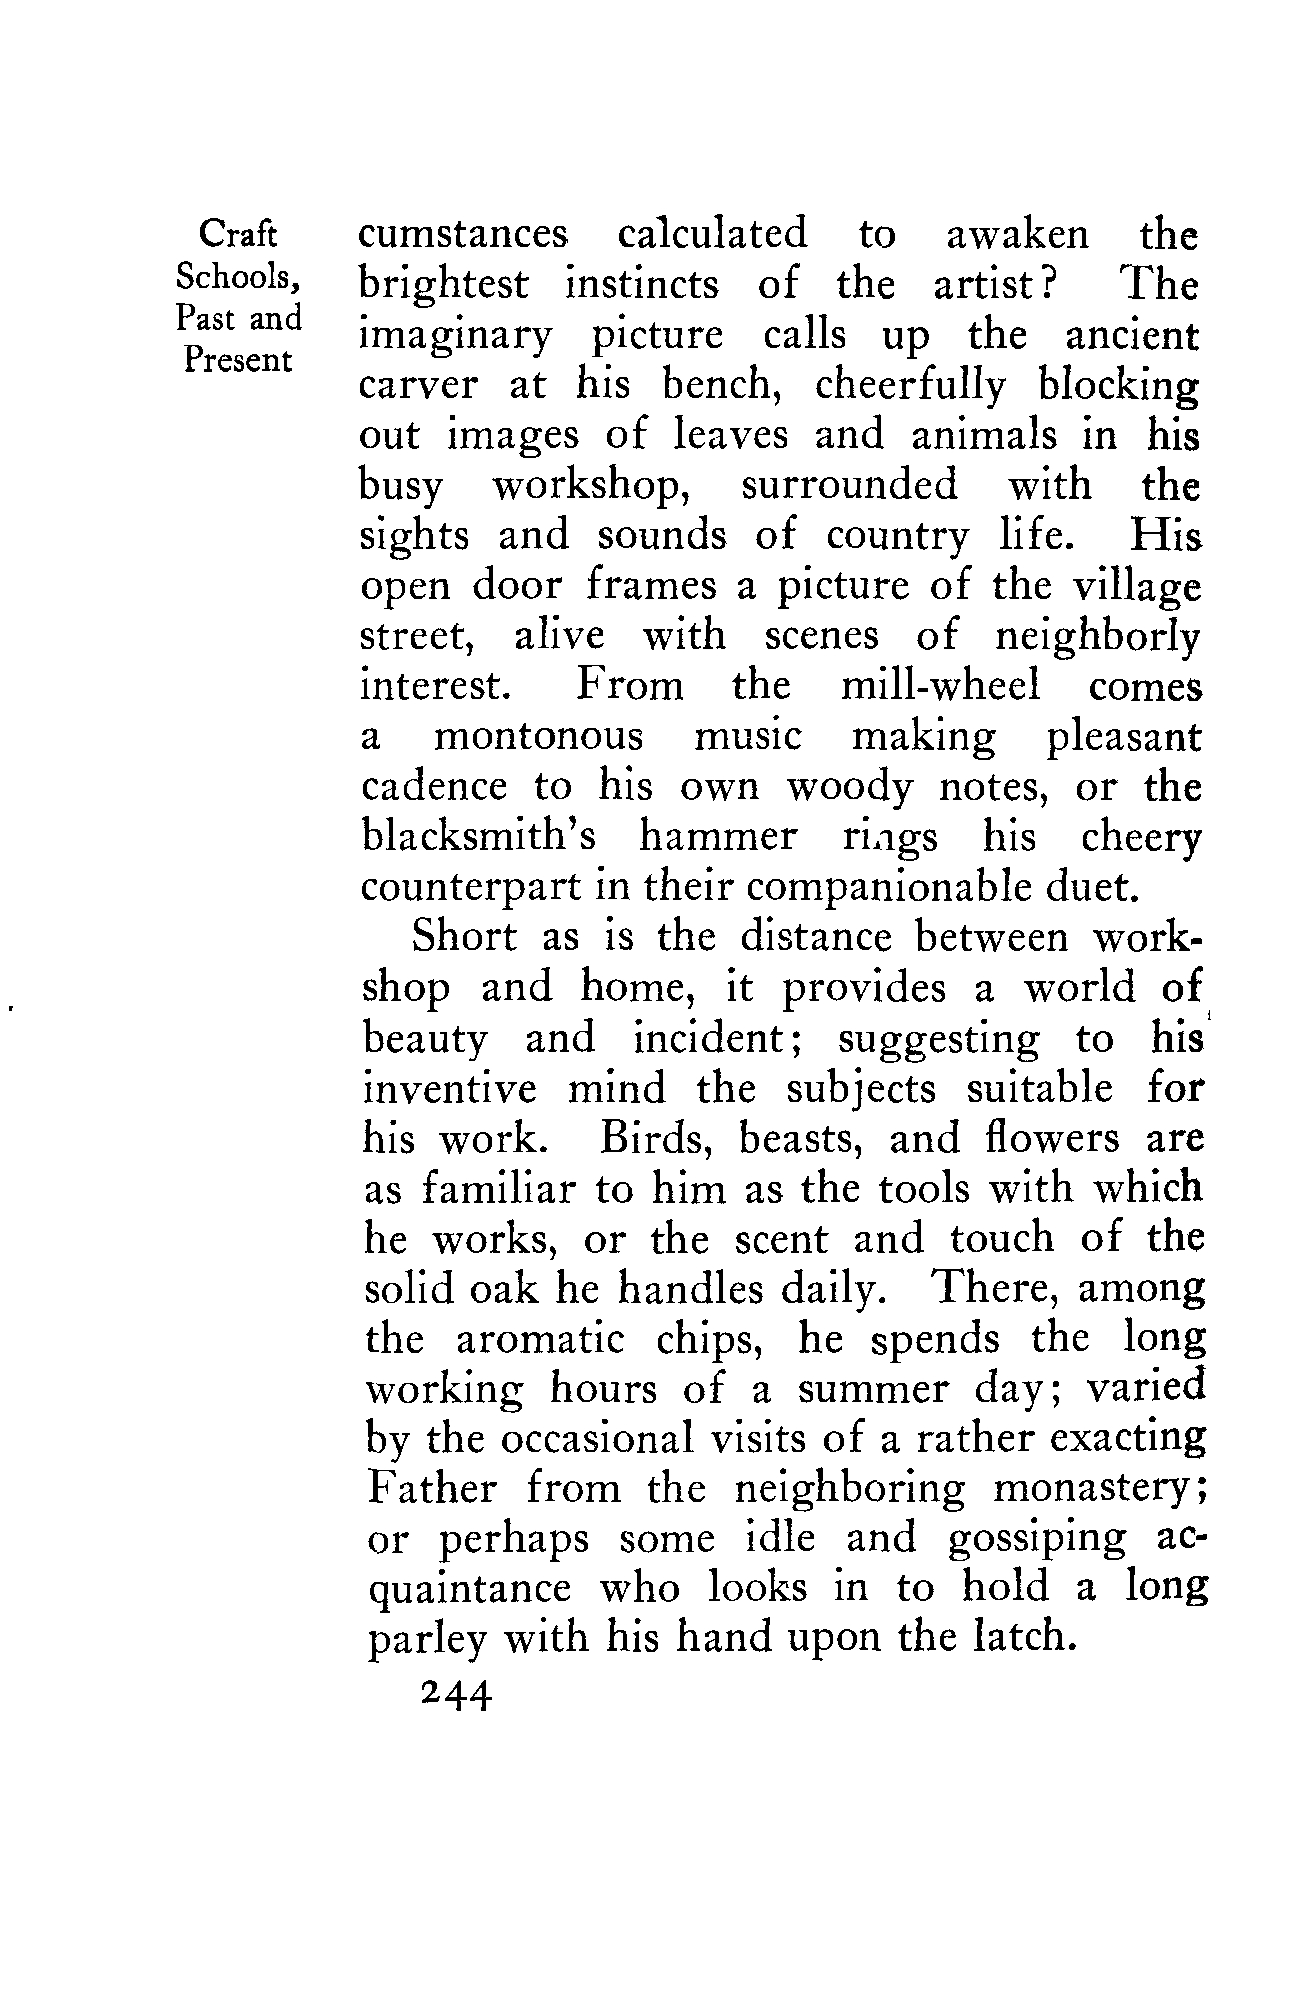 Craft
Schools,
Past and
Present
cumstances calculated to awaken the
brightest instincts of the artist? The
imaginary picture calls up the ancient
carver at his bench, cheerfully blocking
out images of leaves and animals in his
busy workshop, surrounded with the
sights and sounds of country life. His
open door frames a picture of the village
street, alive with scenes of neighborly
interest. From the mill-wheel comes
a montonous music making pleasant
cadence to his own woody notes, or the
blacksmith's hammer rings his cheery
counterpart in their companionable duet.
Short as is the distance between work-
shop and home, it provides a world of
beauty and incident; suggesting to his
inventive mind the subjects suitable for
his work. Birds, beasts, and flowers are
as familiar to him as the tools with which
he works, or the scent and touch of the
solid oak he handles daily. There, among
the aromatic chips, he spends the long
working hours of a summer day; varied
by the occasional visits of a rather exacting
Father from the neighboring monastery;
or perhaps some idle and gossiping ac-
quaintance who looks in to hold a long
parley with his hand upon the latch.
244